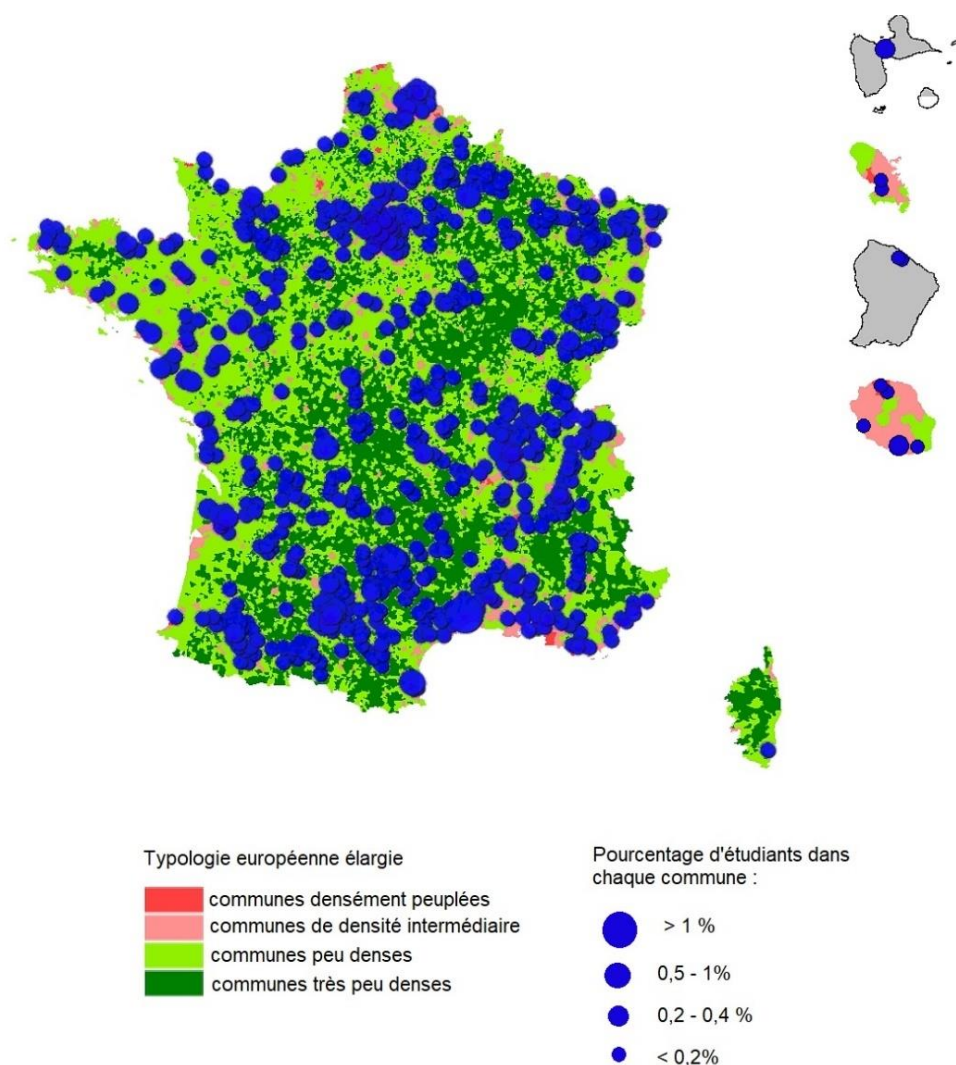 Typologie européenne élargie
communes densément peuplées
communes de densité intermédiaire
communes peu denses
communes très peu denses
Pourcentage d'étudiants dans
chaque commune :
> 1 %
0,5 - 1%
0,2 - 0,4 %
< 0,2%